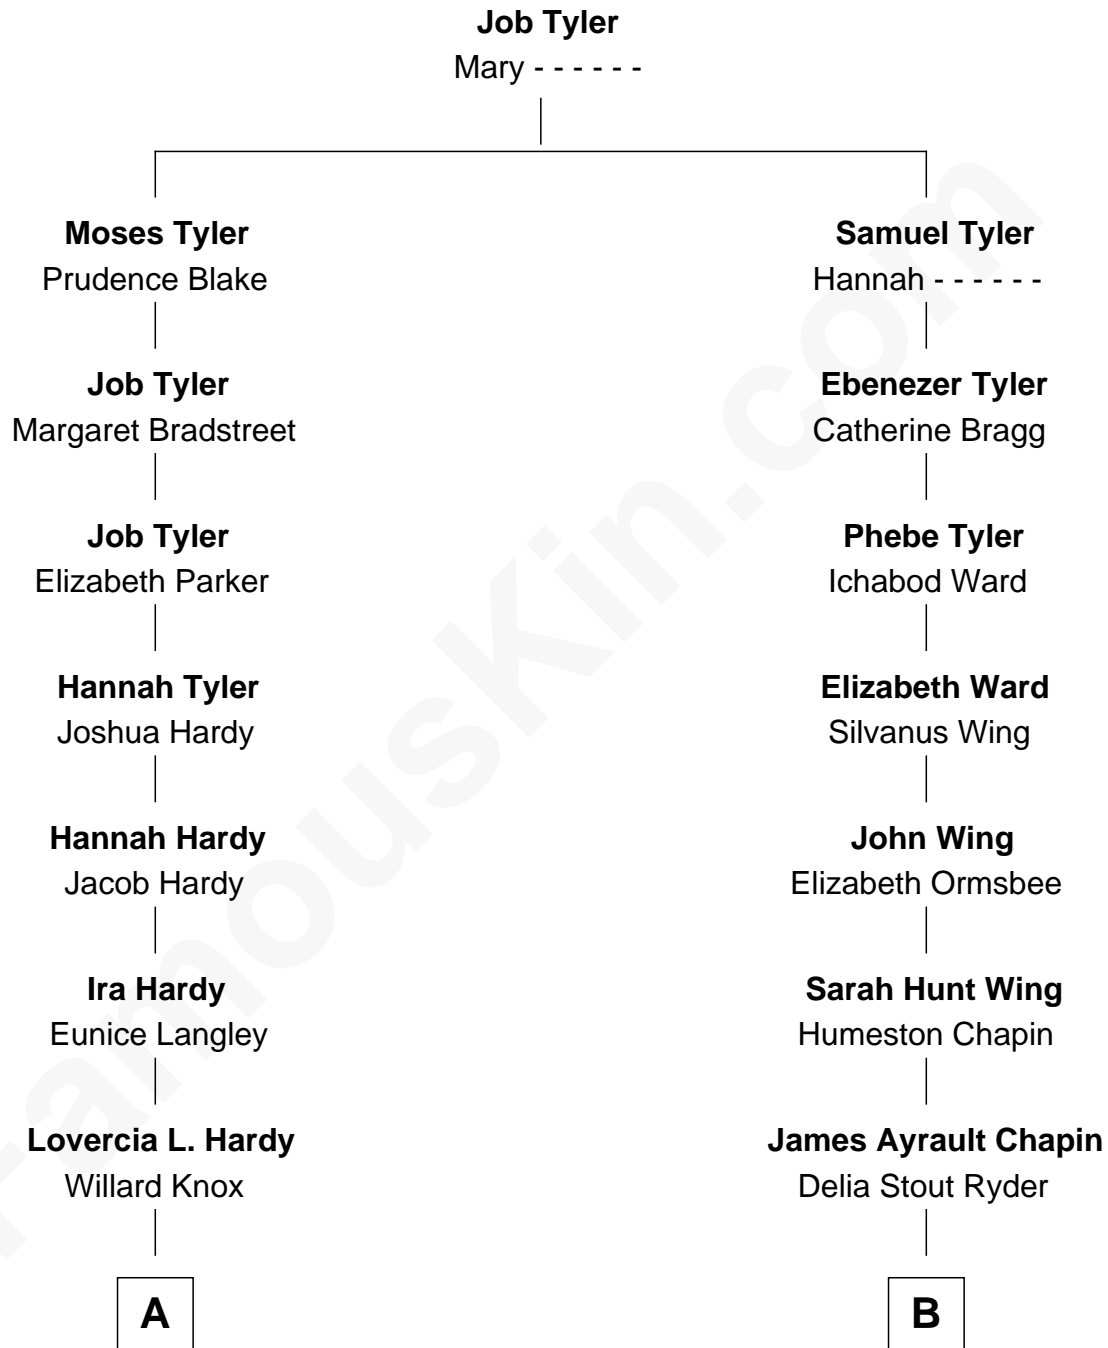 Job Tyler
Mary - - - - - -
Moses Tyler
Prudence Blake
Samuel Tyler
Hannah - - - - - -
Job Tyler
Margaret Bradstreet
Ebenezer Tyler
Catherine Bragg
Job Tyler
Elizabeth Parker
Phebe Tyler
Ichabod Ward
Hannah Tyler
Joshua Hardy
Elizabeth Ward
Silvanus Wing
Hannah Hardy
Jacob Hardy
John Wing
Elizabeth Ormsbee
Ira Hardy
Eunice Langley
Sarah Hunt Wing
Humeston Chapin
Lovercia L. Hardy
Willard Knox
James Ayrault Chapin
Delia Stout Ryder
A
B
FamousKin.com